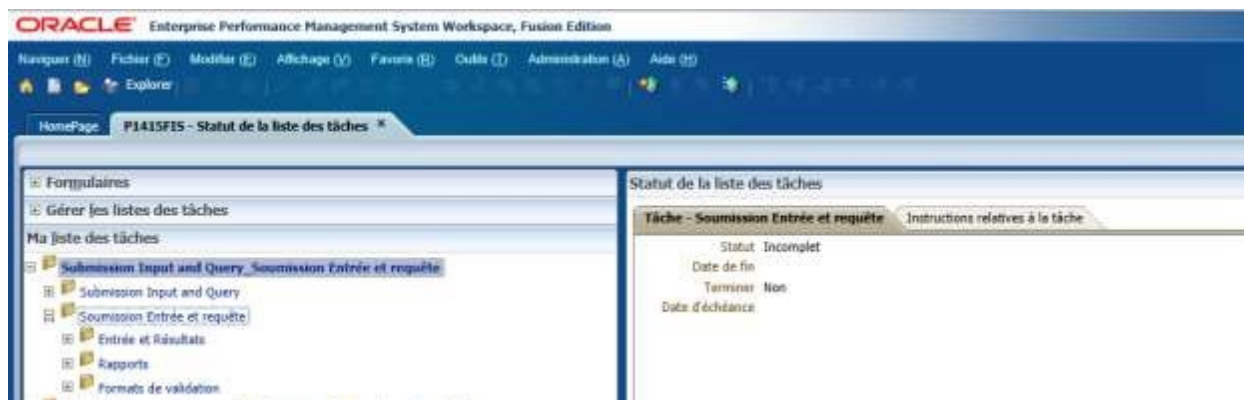 ORACLE Enterprise Performance Management System Workspace, Fusion Edition
Naviguer (N) Fichier (F) Modifier (E) Affichage (V) Favoris (B) Outils (T) Administration (A) Aide (H)
Explorer
HomePage P1415FIS - Statut de la liste des tâches ×
Formulaires
Gérer les listes des tâches
Ma liste des tâches
Submission Input and Query_Soumission Entrée et requête
Submission Input and Query
Soumission Entrée et requête
Entrée et Résultats
Rapports
Formats de validation
Statut de la liste des tâches
Tâche - Soumission Entrée et requête Instructions relatives à la tâche
Statut Incomplet
Date de fin
Terminer Non
Date d'échéance